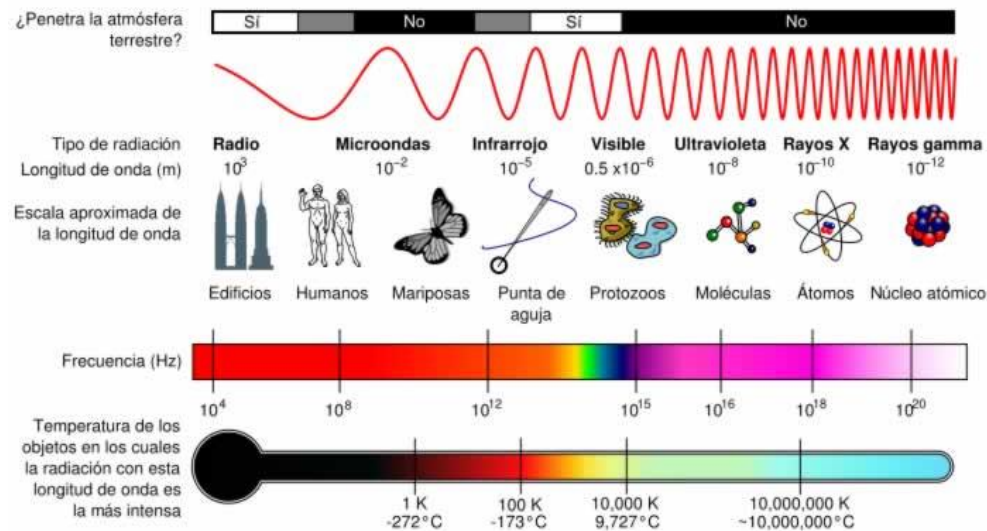 ¿Penetra la atmósfera
terrestre?
Sí
No
Sí
No
Tipo de radiación
Radio
Microondas
Infrarrojo
Visible
Ultravioleta
Rayos X
Rayos gamma
Longitud de onda (m)
10³
10⁻²
10⁻⁵
0.5 x10⁻⁶
10⁻⁸
10⁻¹⁰
10⁻¹²
Escala aproximada de
la longitud de onda
Edificios
Humanos
Mariposas
Punta de
aguja
Protozoos
Moléculas
Átomos
Núcleo atómico
Frecuencia (Hz)
10⁴
10⁸
10¹²
10¹⁵
10¹⁶
10¹⁸
10²⁰
Temperatura de los
objetos en los cuales
la radiación con esta
longitud de onda es
la más intensa
1 K
-272°C
100 K
-173°C
10,000 K
9,727°C
10,000,000 K
~10,000,000°C